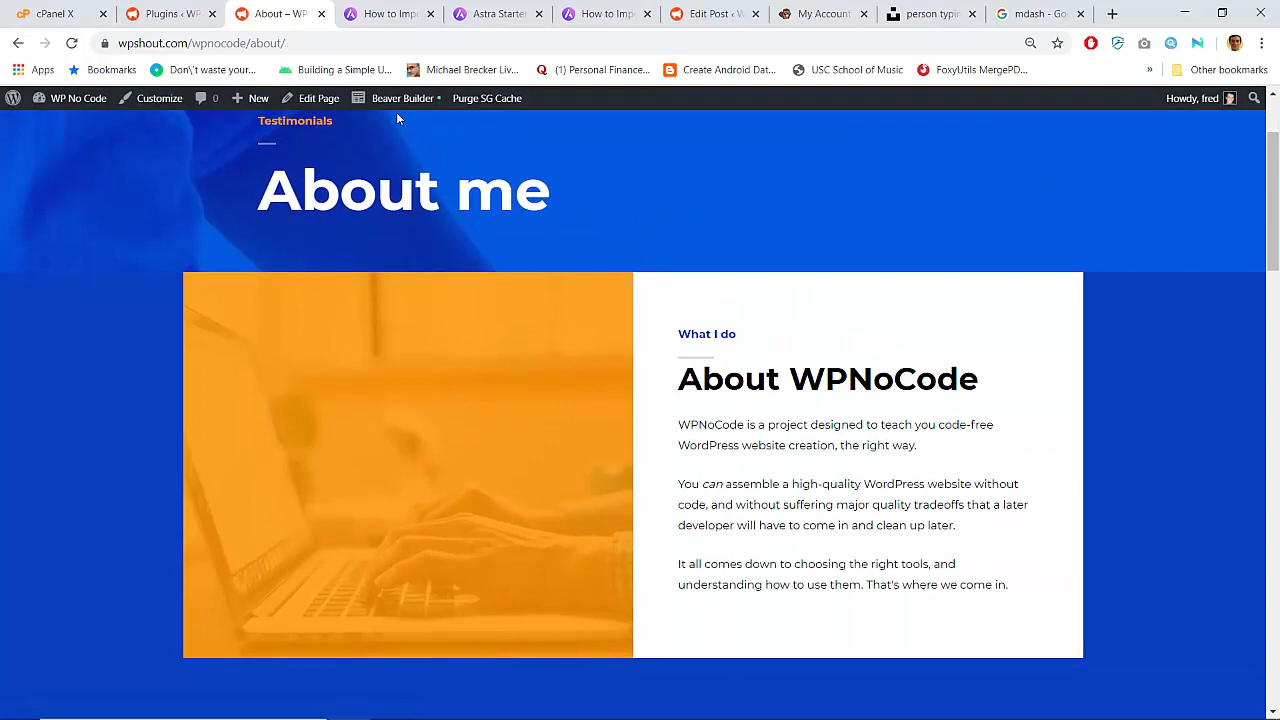 cPanel X
Plugins ‹ WP
About – WP
How to Impo
Astra Starter
How to Impo
Edit Post ‹ W
My Account
person typing
mdash - Goo
wpshout.com/wpnocode/about/
Apps
Bookmarks
Don\'t waste your...
Building a Simple U...
Michael Breker Liv...
(1) Personal Finance...
Create Android Dat...
USC School of Music
FoxyUtils MergePD...
»
Other bookmarks
WP No Code
Customize
0
New
Edit Page
Beaver Builder
Purge SG Cache
Howdy, fred
Testimonials
About me
What I do
About WPNoCode
WPNoCode is a project designed to teach you code-free
WordPress website creation, the right way.
You can assemble a high-quality WordPress website without
code, and without suffering major quality tradeoffs that a later
developer will have to come in and clean up later.
It all comes down to choosing the right tools, and
understanding how to use them. That's where we come in.